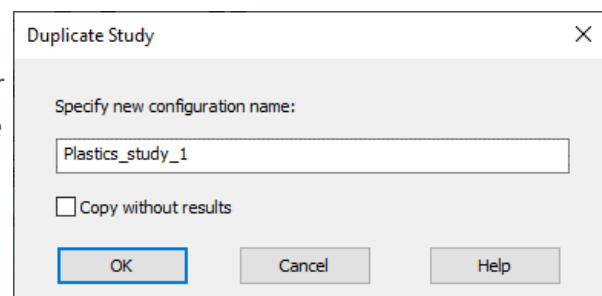 Duplicate Study
Specify new configuration name:
Plastics_study_1
Copy without results
OK Cancel Help